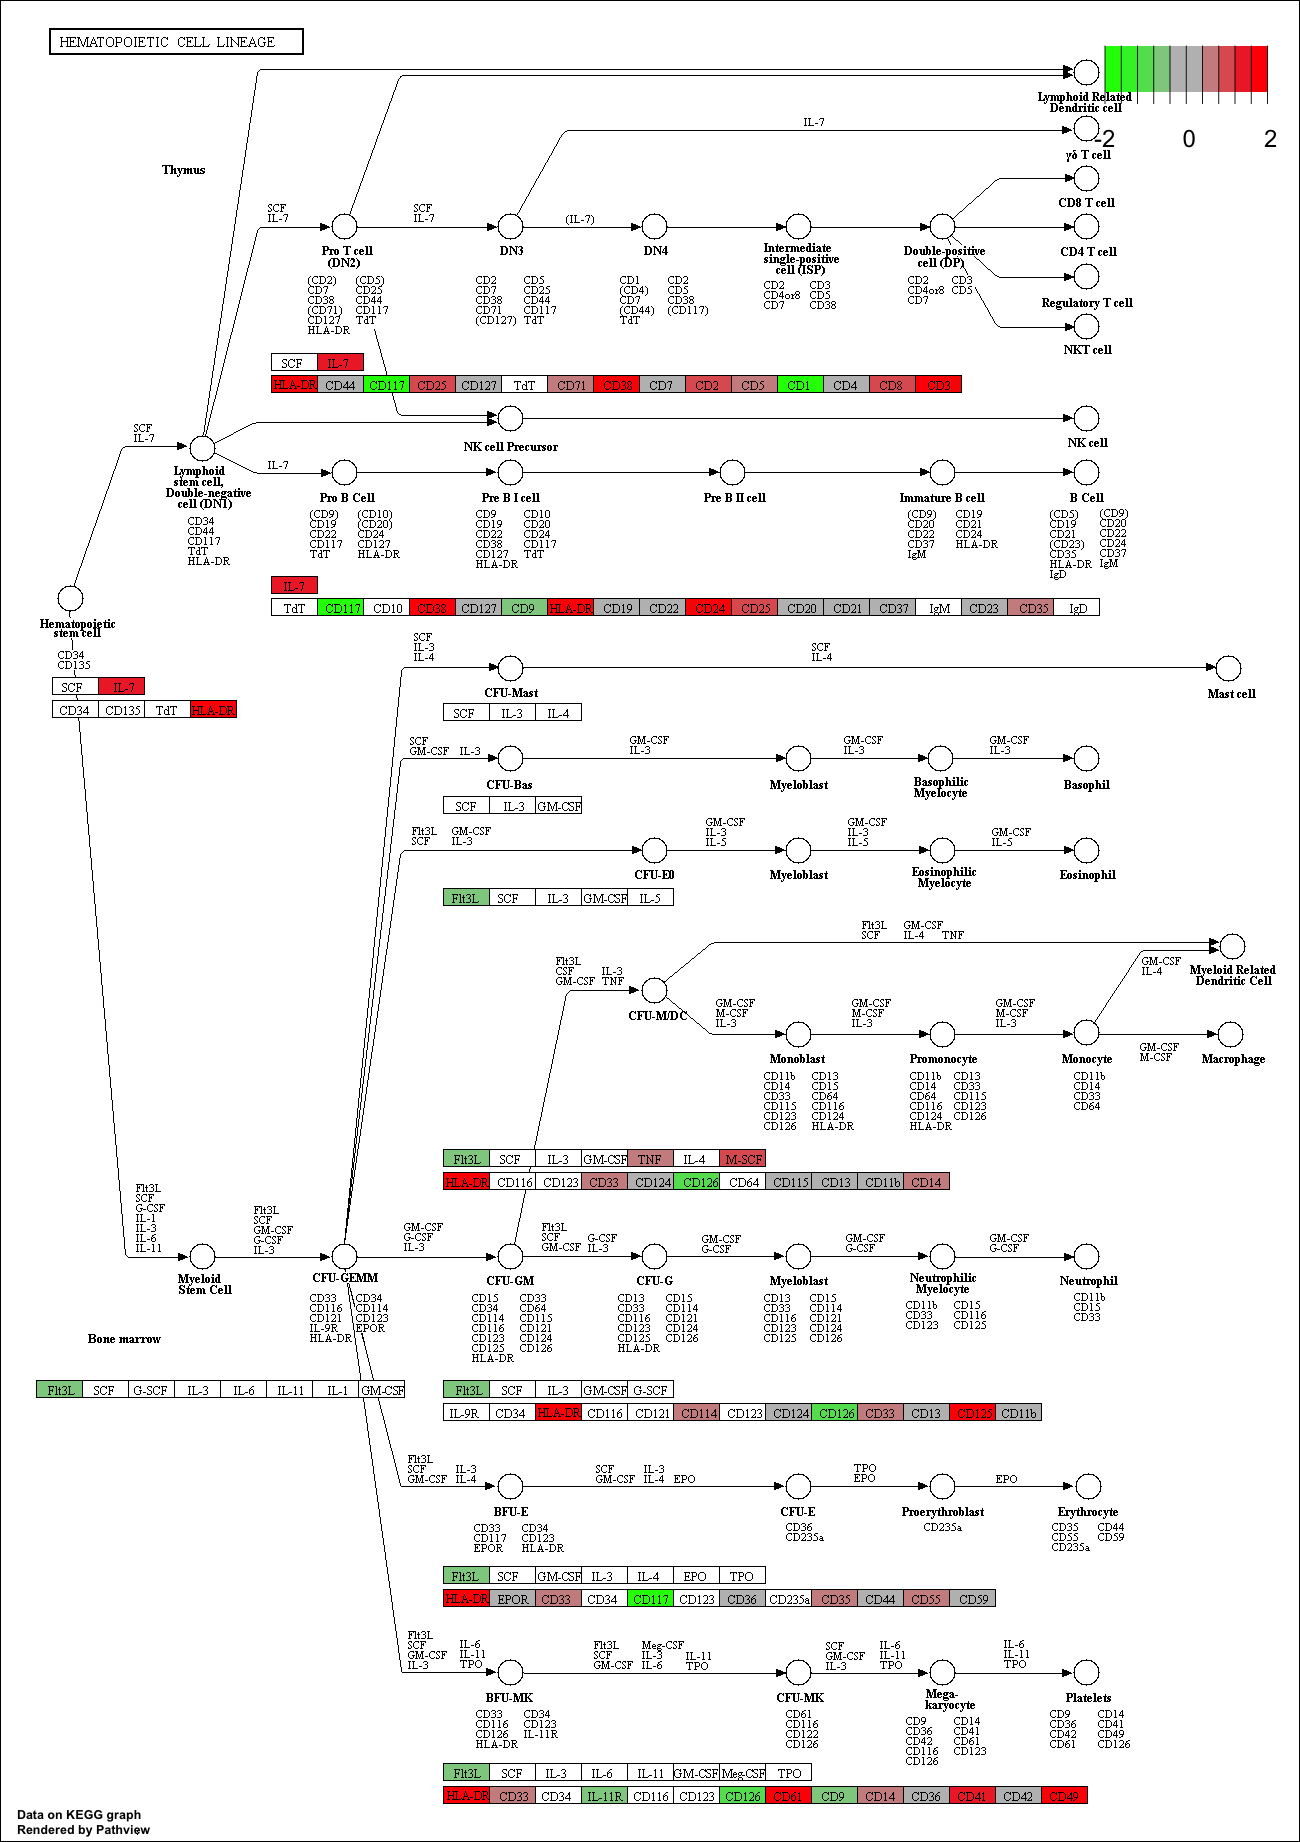 HEMATOPOIETIC CELL LINEAGE
-2 0 2
Lymphoid Related
Dendritic cell
IL-7
γδ T cell
Thymus
CD8 T cell
SCF
IL-7
SCF
IL-7
(IL-7)
Pro T cell
(DN2)
DN3
DN4
Intermediate
single-positive
cell (ISP)
Double-positive
cell (DP)
CD4 T cell
(CD2) (CD5)
CD7 CD25
CD38 CD44
(CD71) CD117
CD127 TdT
HLA-DR
CD2 CD5
CD7 CD25
CD38 CD44
CD71 CD117
(CD127) TdT
CD1 CD2
(CD4) CD5
CD7 CD38
(CD44) (CD117)
TdT
CD2 CD3
CD4or8 CD5
CD7 CD38
CD2 CD3
CD4or8 CD5
CD7
Regulatory T cell
NKT cell
SCF IL-7
HLA-DR CD44 CD117 CD25 CD127 TdT CD71 CD38 CD7 CD2 CD5 CD1 CD4 CD8 CD3
SCF
IL-7
NK cell Precursor
NK cell
IL-7
Lymphoid
stem cell,
Double-negative
cell (DN1)
CD34
CD44
CD117
TdT
HLA-DR
Pro B Cell
Pre B I cell
Pre B II cell
Immature B cell
B Cell
(CD9) (CD10)
CD19 (CD20)
CD22 CD24
CD117 CD127
TdT HLA-DR
CD9 CD10
CD19 CD20
CD22 CD24
CD38 CD117
CD127 TdT
HLA-DR
(CD9) CD19
CD20 CD21
CD22 CD24
CD37 HLA-DR
IgM
(CD5) (CD9)
CD19 CD20
CD21 CD22
(CD23) CD24
CD35 CD37
HLA-DR IgM
IgD
IL-7
TdT CD117 CD10 CD38 CD127 CD9 HLA-DR CD19 CD22 CD24 CD25 CD20 CD21 CD37 IgM CD23 CD35 IgD
Hematopoietic
stem cell
CD34
CD135
SCF IL-7
CD34 CD135 TdT HLA-DR
SCF
IL-3
IL-4
SCF
IL-4
CFU-Mast
Mast cell
SCF IL-3 IL-4
SCF
GM-CSF IL-3
GM-CSF
IL-3
GM-CSF
IL-3
GM-CSF
IL-3
CFU-Bas
Myeloblast
Basophilic
Myelocyte
Basophil
SCF IL-3 GM-CSF
Flt3L GM-CSF
SCF IL-3
GM-CSF
IL-3
IL-5
GM-CSF
IL-3
IL-5
GM-CSF
IL-5
CFU-E0
Myeloblast
Eosinophilic
Myelocyte
Eosinophil
Flt3L SCF IL-3 GM-CSF IL-5
Flt3L GM-CSF
SCF IL-4 TNF
Flt3L
CSF IL-3
GM-CSF TNF
GM-CSF
IL-4
Myeloid Related
Dendritic Cell
CFU-M/DC
GM-CSF
M-CSF
IL-3
GM-CSF
M-CSF
IL-3
GM-CSF
M-CSF
IL-3
GM-CSF
M-CSF
Monoblast
Promonocyte
Monocyte
Macrophage
CD11b CD13
CD14 CD15
CD33 CD64
CD115 CD116
CD123 CD124
CD126 HLA-DR
CD11b CD13
CD14 CD33
CD64 CD115
CD116 CD123
CD124 CD126
HLA-DR
CD11b
CD14
CD33
CD64
Flt3L SCF IL-3 GM-CSF TNF IL-4 M-SCF
HLA-DR CD116 CD123 CD33 CD124 CD126 CD64 CD115 CD13 CD11b CD14
Flt3L
SCF
G-CSF
IL-1
IL-3
IL-6
IL-11
Flt3L
SCF
GM-CSF
G-CSF
IL-3
GM-CSF
G-CSF
IL-3
Flt3L
SCF G-CSF
GM-CSF IL-3
GM-CSF
G-CSF
GM-CSF
G-CSF
GM-CSF
G-CSF
Myeloid
Stem Cell
CFU-GEMM
CFU-GM
CFU-G
Myeloblast
Neutrophilic
Myelocyte
Neutrophil
CD33 CD34
CD116 CD114
CD121 CD123
IL-9R EPOR
HLA-DR
CD15 CD33
CD34 CD64
CD114 CD115
CD116 CD121
CD123 CD124
CD125 CD126
HLA-DR
CD13 CD15
CD33 CD114
CD116 CD121
CD123 CD124
CD125 CD126
HLA-DR
CD13 CD15
CD33 CD114
CD116 CD121
CD123 CD124
CD125 CD126
CD11b CD15
CD33 CD116
CD123 CD125
CD11b
CD15
CD33
Bone marrow
Flt3L SCF G-SCF IL-3 IL-6 IL-11 IL-1 GM-CSF
Flt3L SCF IL-3 GM-CSF G-SCF
IL-9R CD34 HLA-DR CD116 CD121 CD114 CD123 CD124 CD126 CD33 CD13 CD125 CD11b
Flt3L
SCF IL-3
GM-CSF IL-4
SCF IL-3
GM-CSF IL-4 EPO
TPO
EPO
EPO
BFU-E
CFU-E
Proerythroblast
Erythrocyte
CD33 CD34
CD117 CD123
EPOR HLA-DR
CD36
CD235a
CD235a
CD35 CD44
CD55 CD59
CD235a
Flt3L SCF GM-CSF IL-3 IL-4 EPO TPO
HLA-DR EPOR CD33 CD34 CD117 CD123 CD36 CD235a CD35 CD44 CD55 CD59
Flt3L
SCF IL-6
GM-CSF IL-11
IL-3 TPO
Flt3L Meg-CSF
SCF IL-3 IL-11
GM-CSF IL-6 TPO
SCF IL-6
GM-CSF IL-11
IL-3 TPO
IL-6
IL-11
TPO
BFU-MK
CFU-MK
Mega-
karyocyte
Platelets
CD33 CD34
CD116 CD123
CD126 IL-11R
HLA-DR
CD61
CD116
CD122
CD126
CD9 CD14
CD36 CD41
CD42 CD61
CD116 CD123
CD126
CD9 CD14
CD36 CD41
CD42 CD49
CD61 CD126
Flt3L SCF IL-3 IL-6 IL-11 GM-CSF Meg-CSF TPO
HLA-DR CD33 CD34 IL-11R CD116 CD123 CD126 CD61 CD9 CD14 CD36 CD41 CD42 CD49
Data on KEGG graph
Rendered by Pathview